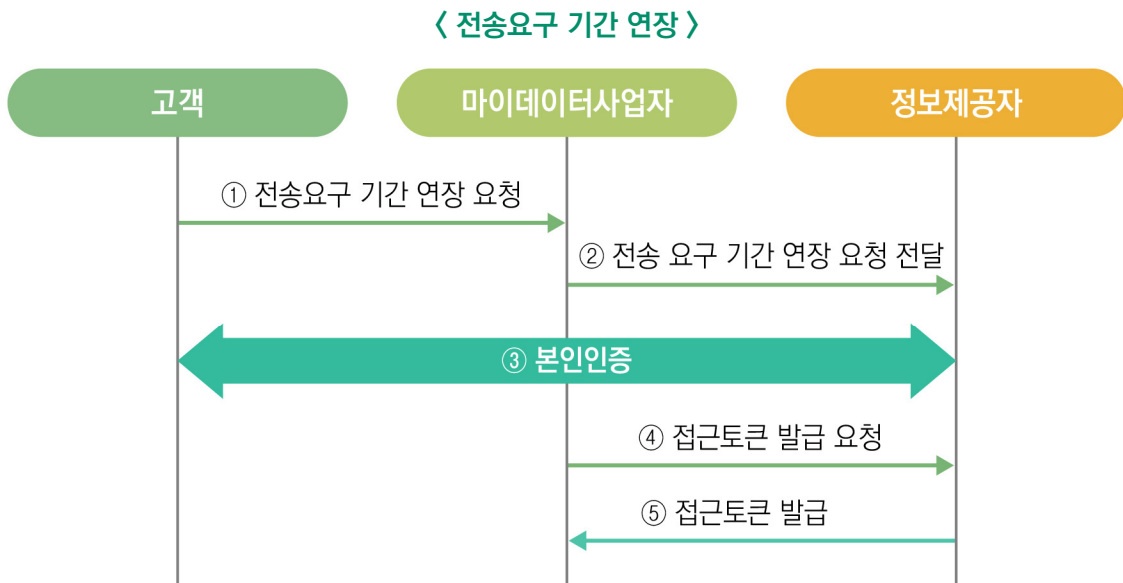 〈 전송요구 기간 연장 〉
고객
마이데이터사업자
정보제공자
① 전송요구 기간 연장 요청
② 전송 요구 기간 연장 요청 전달
③ 본인인증
④ 접근토큰 발급 요청
⑤ 접근토큰 발급